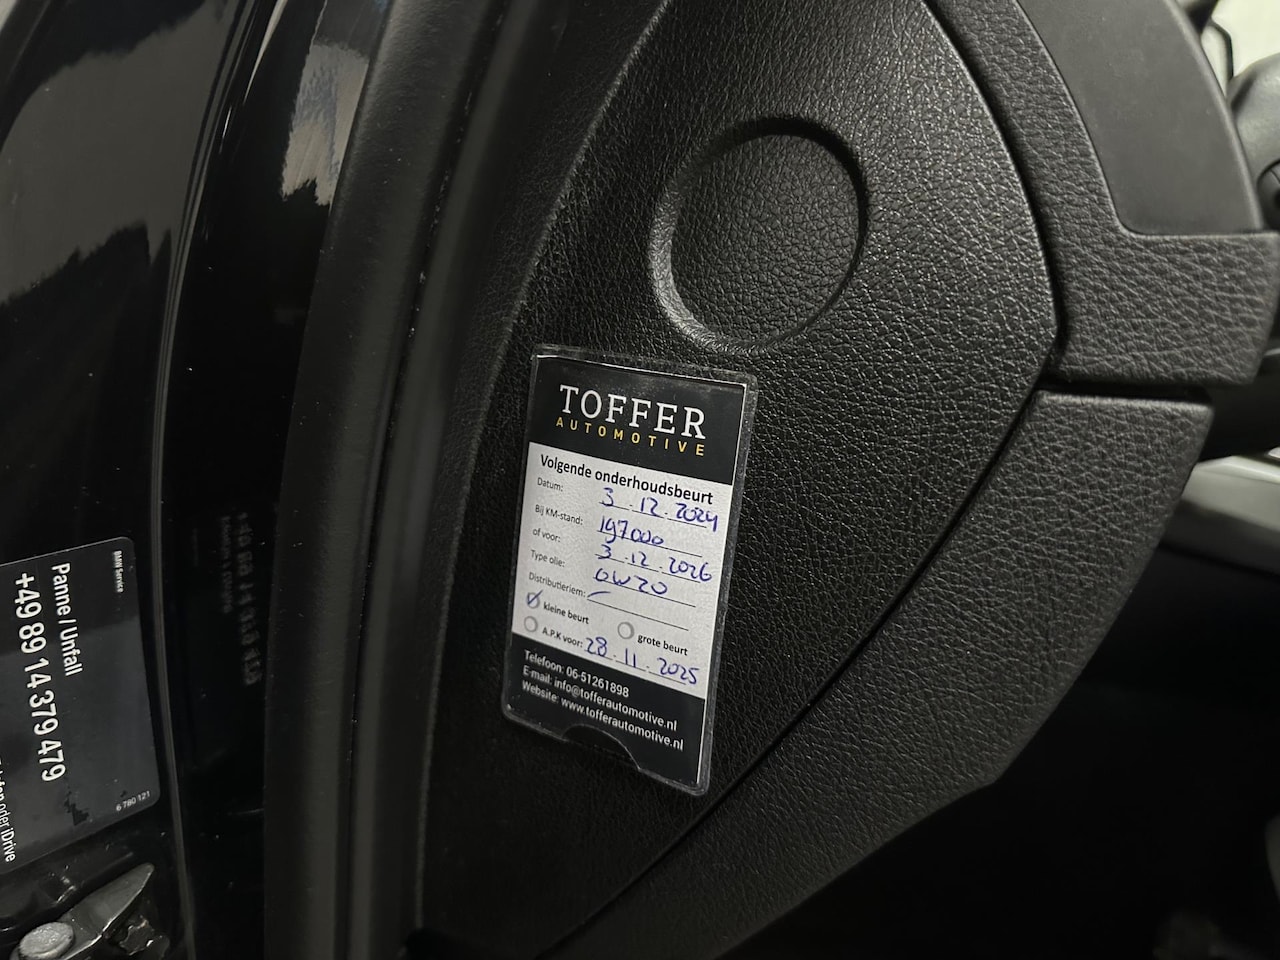 TOFFER
AUTOMOTIVE
Volgende onderhoudsbeurt
Datum: 3.12.2024
Bij KM-stand: 197000
of voor: 3.12.2026
Type olie: 0W20
Distributieriem: –
kleine beurt grote beurt
A.P.K voor: 28.11.2025
Telefoon: 06-51261898
E-mail: info@tofferautomotive.nl
Website: www.tofferautomotive.nl
BMW Service
Panne / Unfall
+49 89 14 379 479
oder iDrive
6 780 121